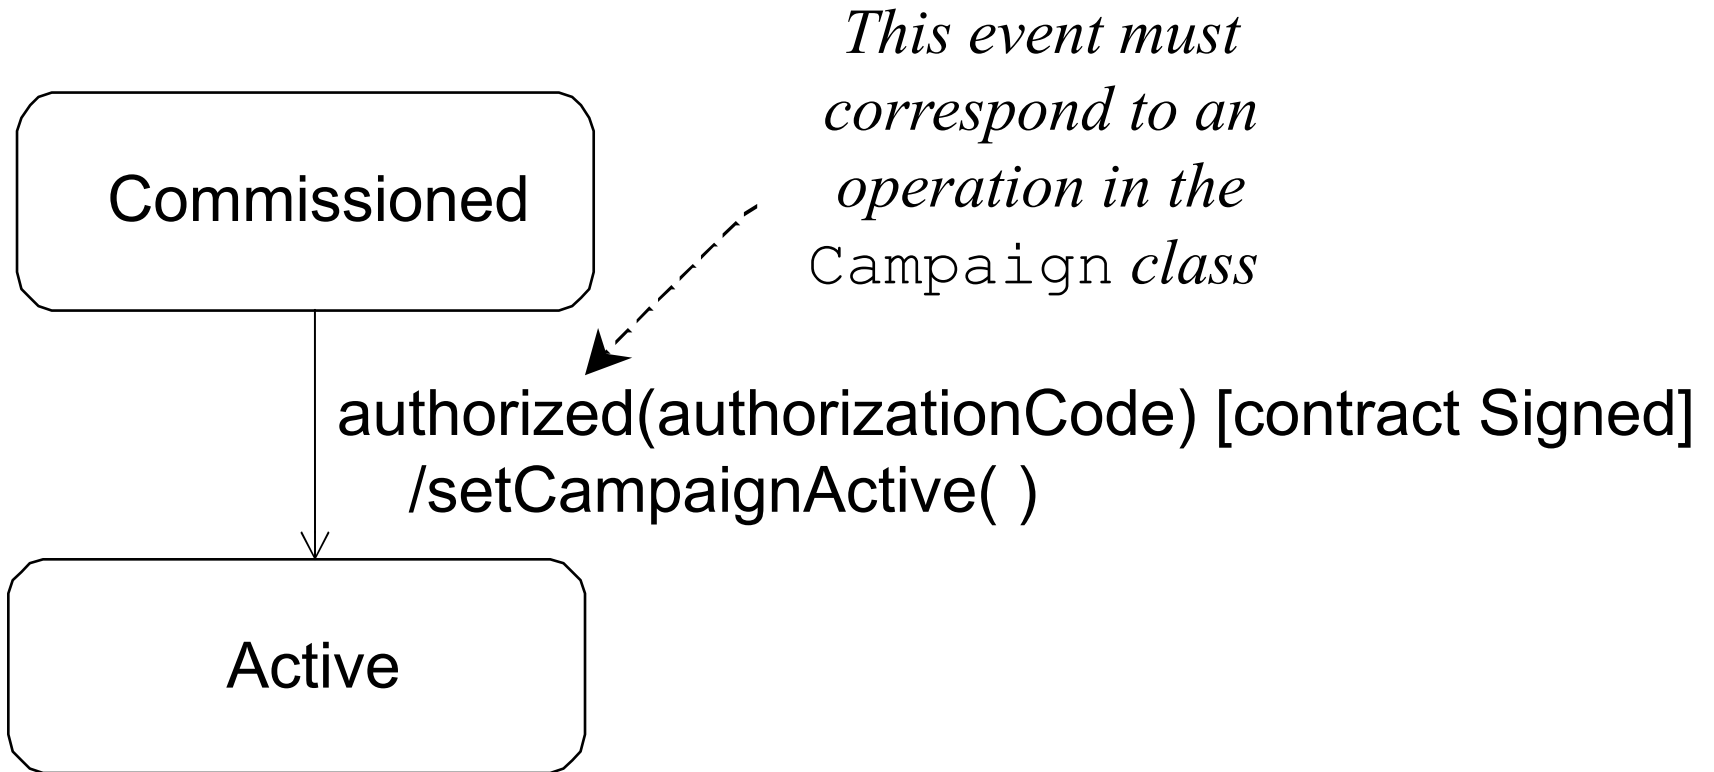 This event must
correspond to an
operation in the
Campaign class
Commissioned
authorized(authorizationCode) [contract Signed]
/setCampaignActive( )
Active